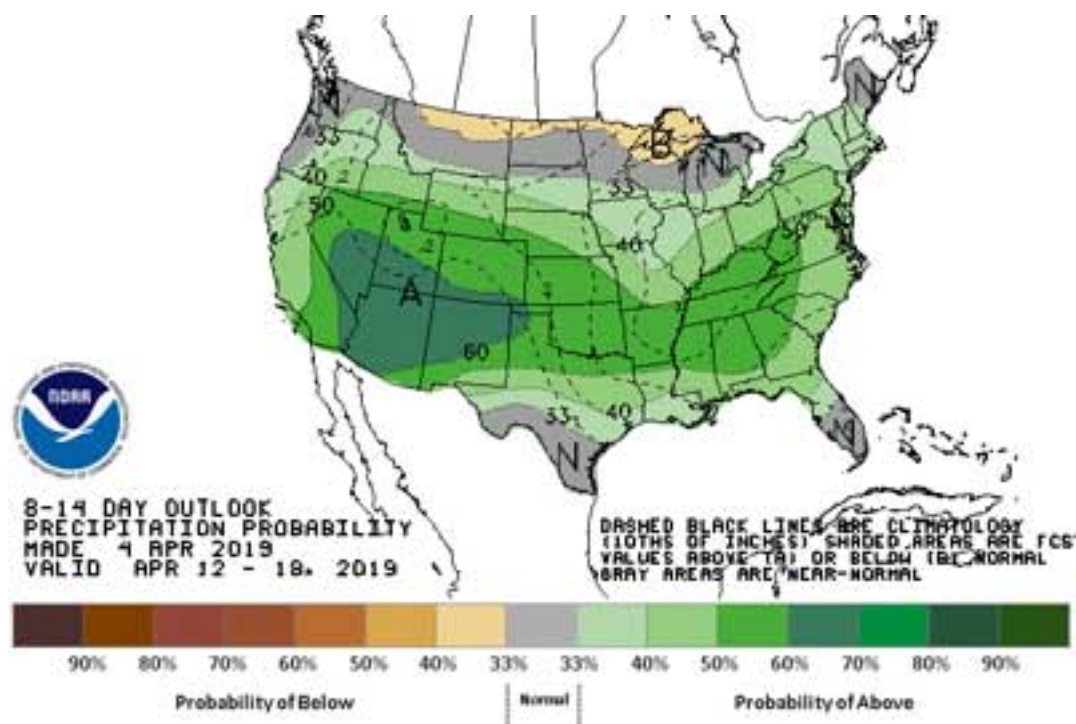 N
B
N
N
33
40
50
33
40
A
60
33
40
N
N
NOAA
8-14 DAY OUTLOOK
PRECIPITATION PROBABILITY
MADE 4 APR 2019
VALID APR 12 - 18, 2019
DASHED BLACK LINES ARE CLIMATOLOGY
(10THS OF INCHES) SHADED AREAS ARE FCST
VALUES ABOVE (A) OR BELOW (B) NORMAL
GRAY AREAS ARE NEAR-NORMAL
90% 80% 70% 60% 50% 40% 33% 33% 40% 50% 60% 70% 80% 90%
Probability of Below Normal Probability of Above